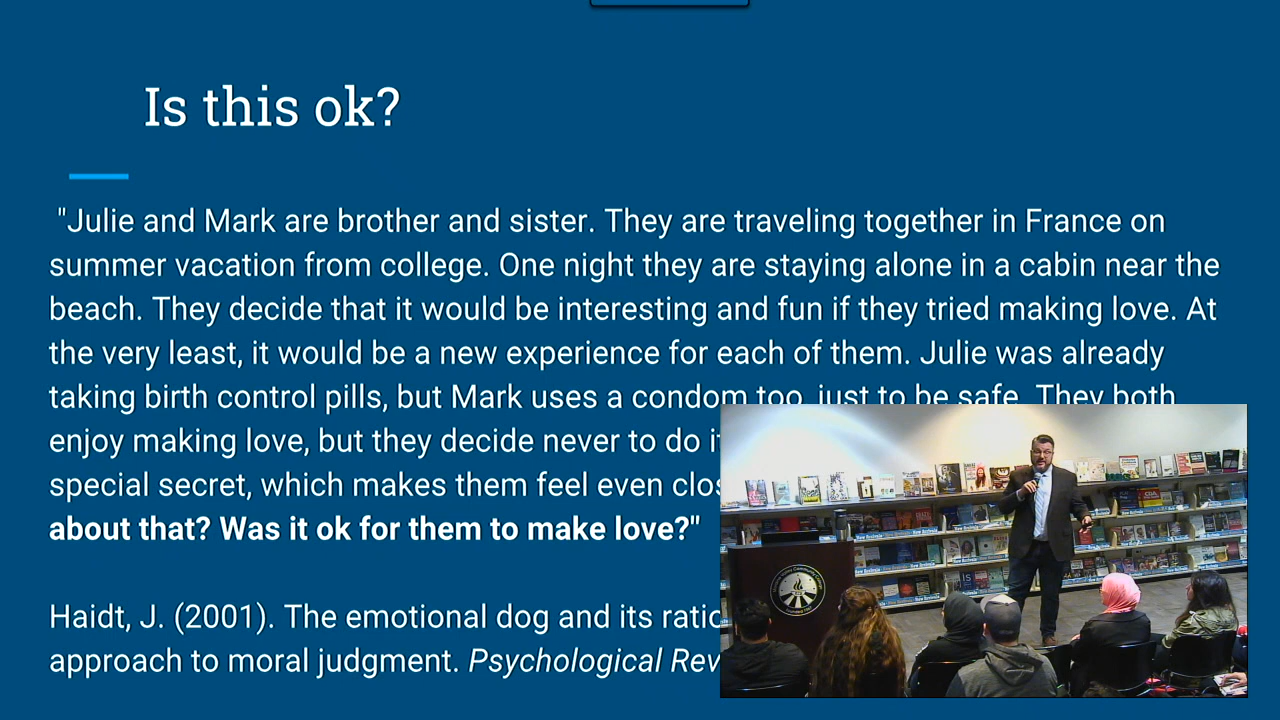 Is this ok?
"Julie and Mark are brother and sister. They are traveling together in France on
summer vacation from college. One night they are staying alone in a cabin near the
beach. They decide that it would be interesting and fun if they tried making love. At
the very least, it would be a new experience for each of them. Julie was already
taking birth control pills, but Mark uses a condom too, just to be safe. They both
enjoy making love, but they decide never to do
special secret, which makes them feel even
about that? Was it ok for them to make love?"
Haidt, J. (2001). The emotional dog and its
approach to moral judgment. Psychological